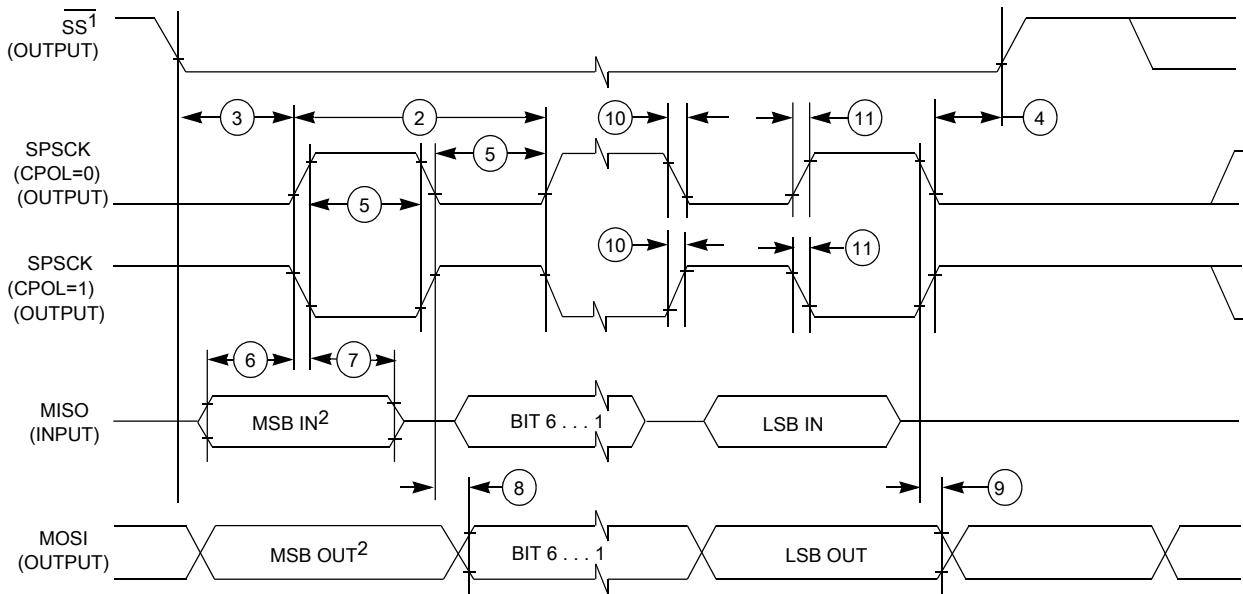 SS1
(OUTPUT)
3
2
10
11
4
SPSCK
(CPOL=0)
(OUTPUT)
5
5
SPSCK
(CPOL=1)
(OUTPUT)
10
11
6
7
MISO
(INPUT)
MSB IN2
BIT 6 . . . 1
LSB IN
8
9
MOSI
(OUTPUT)
MSB OUT2
BIT 6 . . . 1
LSB OUT